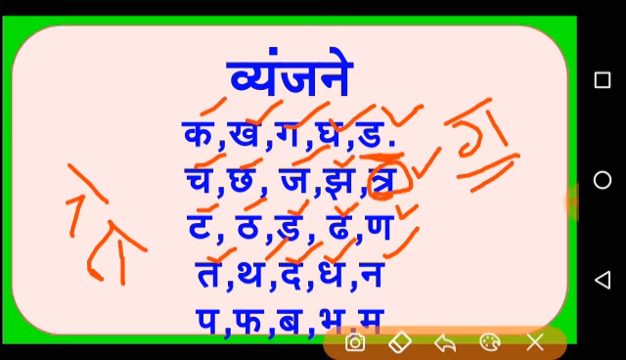 व्यंजने
क,ख,ग,घ,ड.
च,छ, ज,झ,त्र
ट, ठ,ड, ढ,ण
त,थ,द,ध,न
प,फ,ब,भ,म